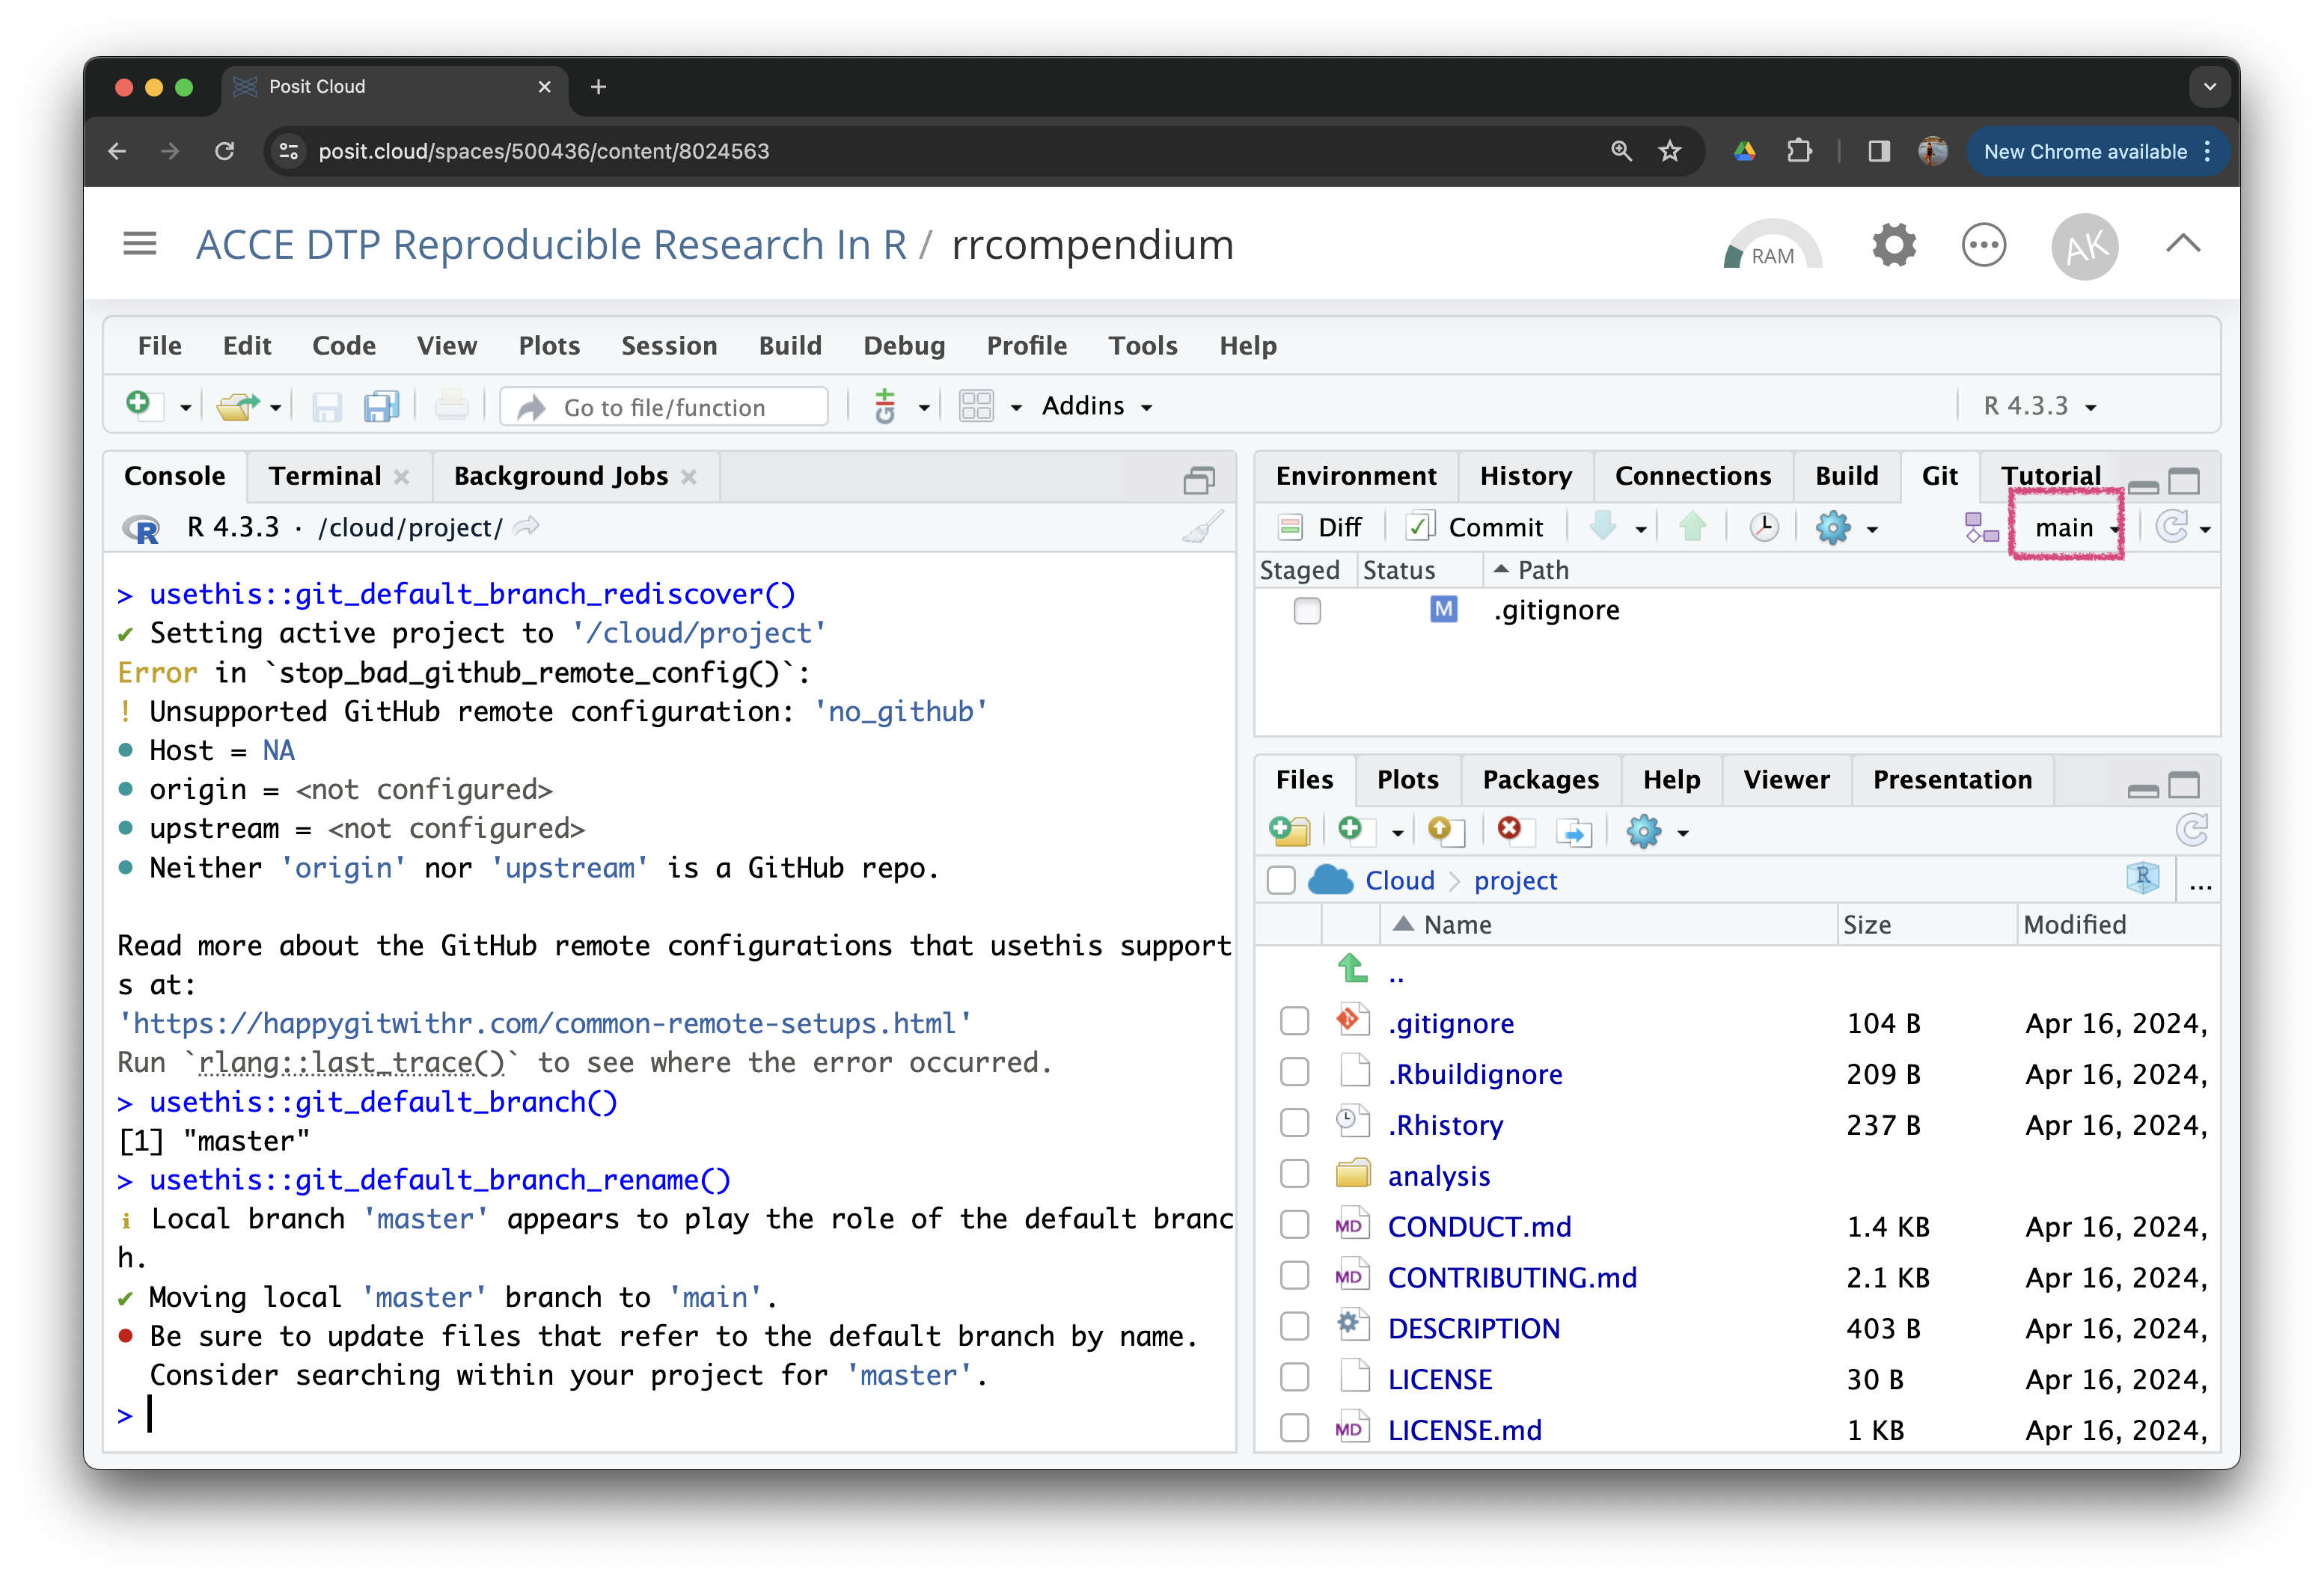 Posit Cloud
posit.cloud/spaces/500436/content/8024563
New Chrome available
ACCE DTP Reproducible Research In R / rrcompendium
RAM
AK
File Edit Code View Plots Session Build Debug Profile Tools Help
Go to file/function
Addins
R 4.3.3
Console Terminal Background Jobs
R 4.3.3 · /cloud/project/
> usethis::git_default_branch_rediscover()
✔ Setting active project to '/cloud/project'
Error in `stop_bad_github_remote_config()`:
! Unsupported GitHub remote configuration: 'no_github'
• Host = NA
• origin = <not configured>
• upstream = <not configured>
• Neither 'origin' nor 'upstream' is a GitHub repo.
Read more about the GitHub remote configurations that usethis support
s at:
'https://happygitwithr.com/common-remote-setups.html'
Run `rlang::last_trace()` to see where the error occurred.
> usethis::git_default_branch()
[1] "master"
> usethis::git_default_branch_rename()
i Local branch 'master' appears to play the role of the default branc
h.
✔ Moving local 'master' branch to 'main'.
• Be sure to update files that refer to the default branch by name.
Consider searching within your project for 'master'.
>
Environment History Connections Build Git Tutorial
Diff Commit main
Staged Status Path
M .gitignore
Files Plots Packages Help Viewer Presentation
Cloud project R ...
Name Size Modified
..
.gitignore 104 B Apr 16, 2024,
.Rbuildignore 209 B Apr 16, 2024,
.Rhistory 237 B Apr 16, 2024,
analysis
MD CONDUCT.md 1.4 KB Apr 16, 2024,
MD CONTRIBUTING.md 2.1 KB Apr 16, 2024,
DESCRIPTION 403 B Apr 16, 2024,
LICENSE 30 B Apr 16, 2024,
MD LICENSE.md 1 KB Apr 16, 2024,